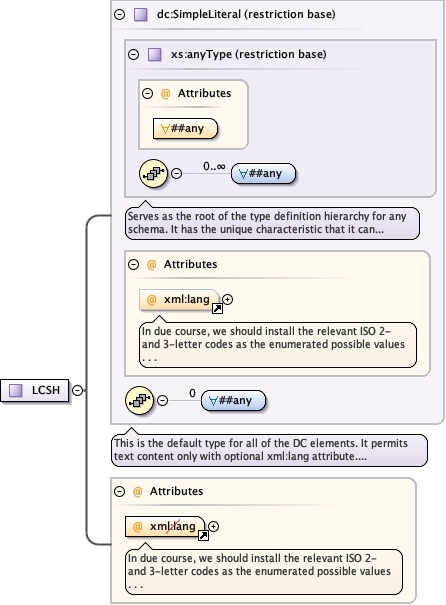 dc:SimpleLiteral (restriction base)
xs:anyType (restriction base)
@ Attributes
∀##any
0..∞
∀##any
Serves as the root of the type definition hierarchy for any
schema. It has the unique characteristic that it can...
@ Attributes
@ xml:lang
In due course, we should install the relevant ISO 2-
and 3-letter codes as the enumerated possible values
. . .
LCSH
0
∀##any
This is the default type for all of the DC elements. It permits
text content only with optional xml:lang attribute....
@ Attributes
@ xml:lang
In due course, we should install the relevant ISO 2-
and 3-letter codes as the enumerated possible values
. . .